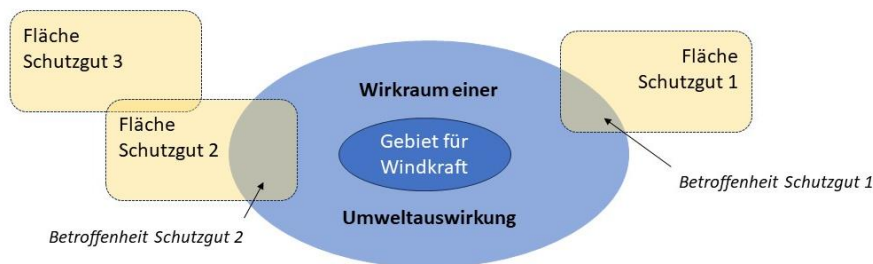 Fläche
Schutzgut 3
Fläche
Schutzgut 2
Betroffenheit Schutzgut 2
Wirkraum einer
Gebiet für
Windkraft
Umweltauswirkung
Fläche
Schutzgut 1
Betroffenheit Schutzgut 1